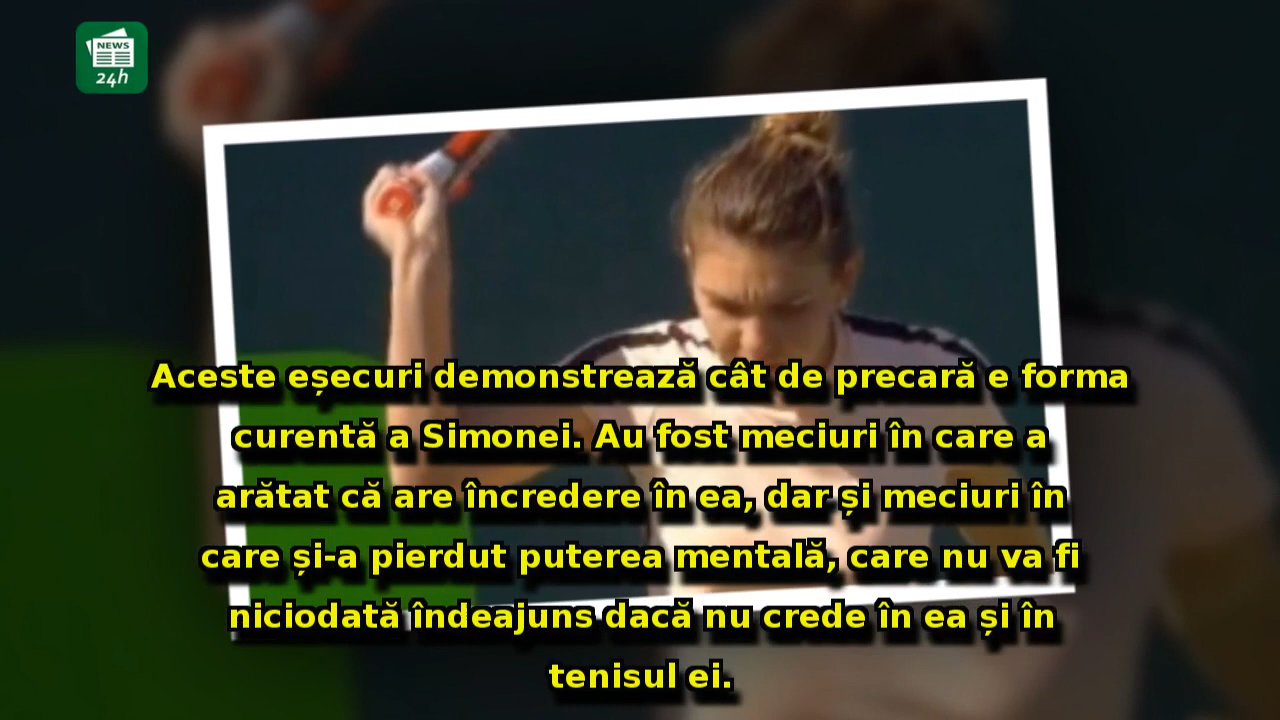 NEWS
24h
Aceste eșecuri demonstrează cât de precară e forma
curentă a Simonei. Au fost meciuri în care a
arătat că are încredere în ea, dar și meciuri în
care și-a pierdut puterea mentală, care nu va fi
niciodată îndeajuns dacă nu crede în ea și în
tenisul ei.